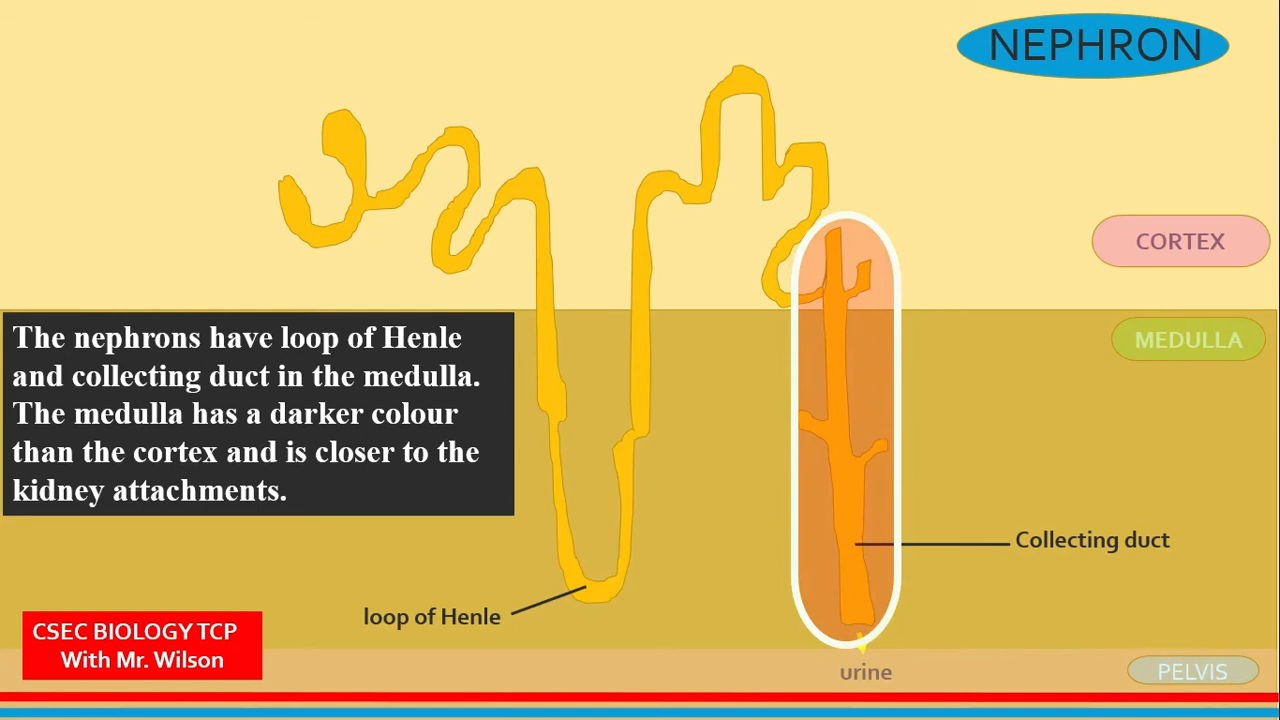 NEPHRON
CORTEX
The nephrons have loop of Henle
and collecting duct in the medulla.
The medulla has a darker colour
than the cortex and is closer to the
kidney attachments.
MEDULLA
Collecting duct
loop of Henle
CSEC BIOLOGY TCP
With Mr. Wilson
urine
PELVIS